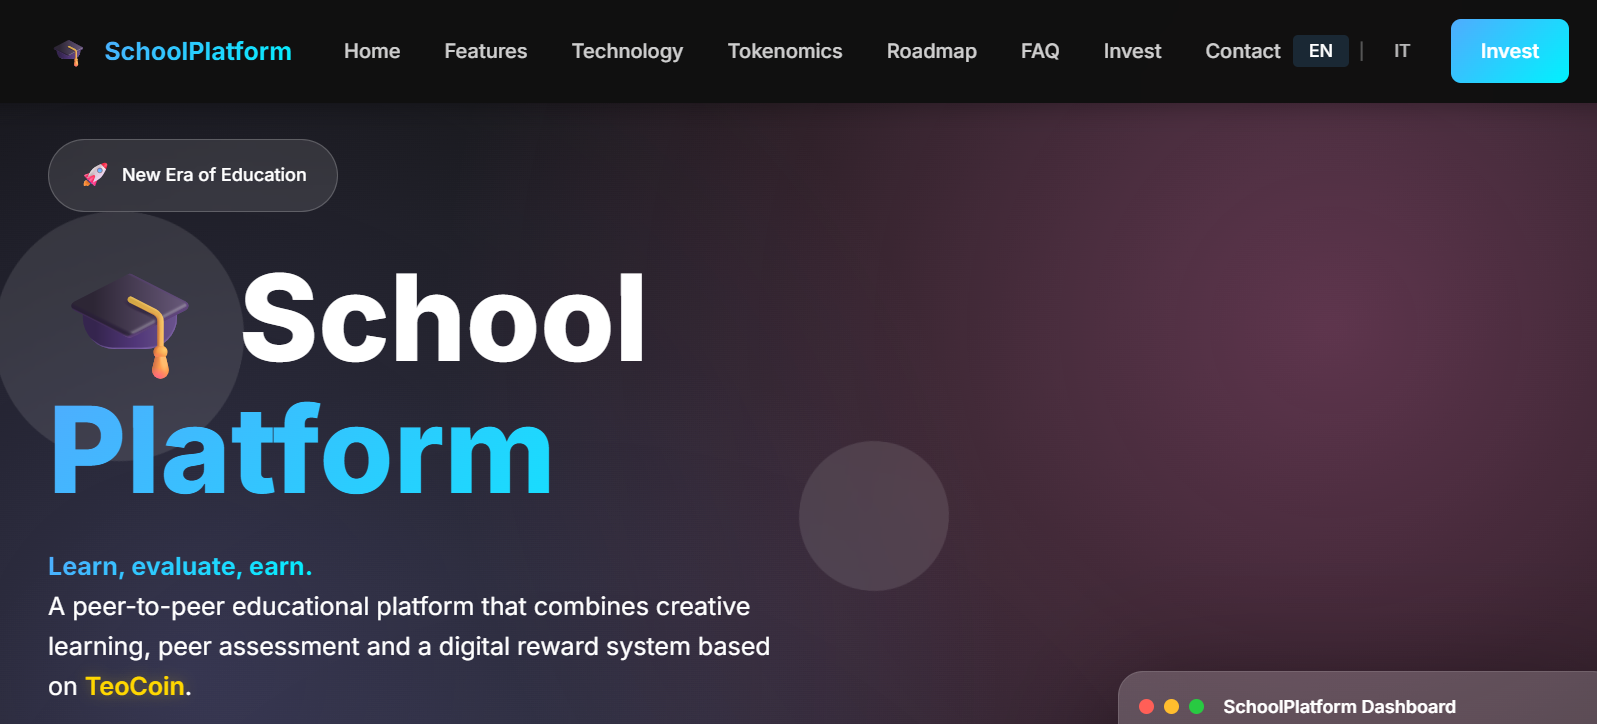 SchoolPlatform Home Features Technology Tokenomics Roadmap FAQ Invest Contact EN | IT Invest
New Era of Education
School
Platform
Learn, evaluate, earn.
A peer-to-peer educational platform that combines creative
learning, peer assessment and a digital reward system based
on TeoCoin.
SchoolPlatform Dashboard